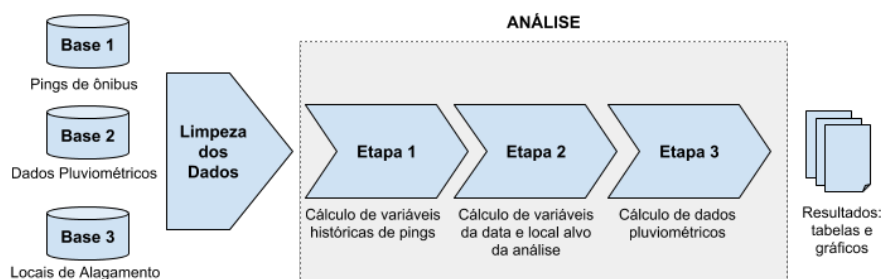 ANÁLISE
Base 1
Pings de ônibus
Base 2
Dados Pluviométricos
Base 3
Locais de Alagamento
Limpeza
dos
Dados
Etapa 1
Cálculo de variáveis
históricas de pings
Etapa 2
Cálculo de variáveis
da data e local alvo
da análise
Etapa 3
Cálculo de dados
pluviométricos
Resultados:
tabelas e
gráficos